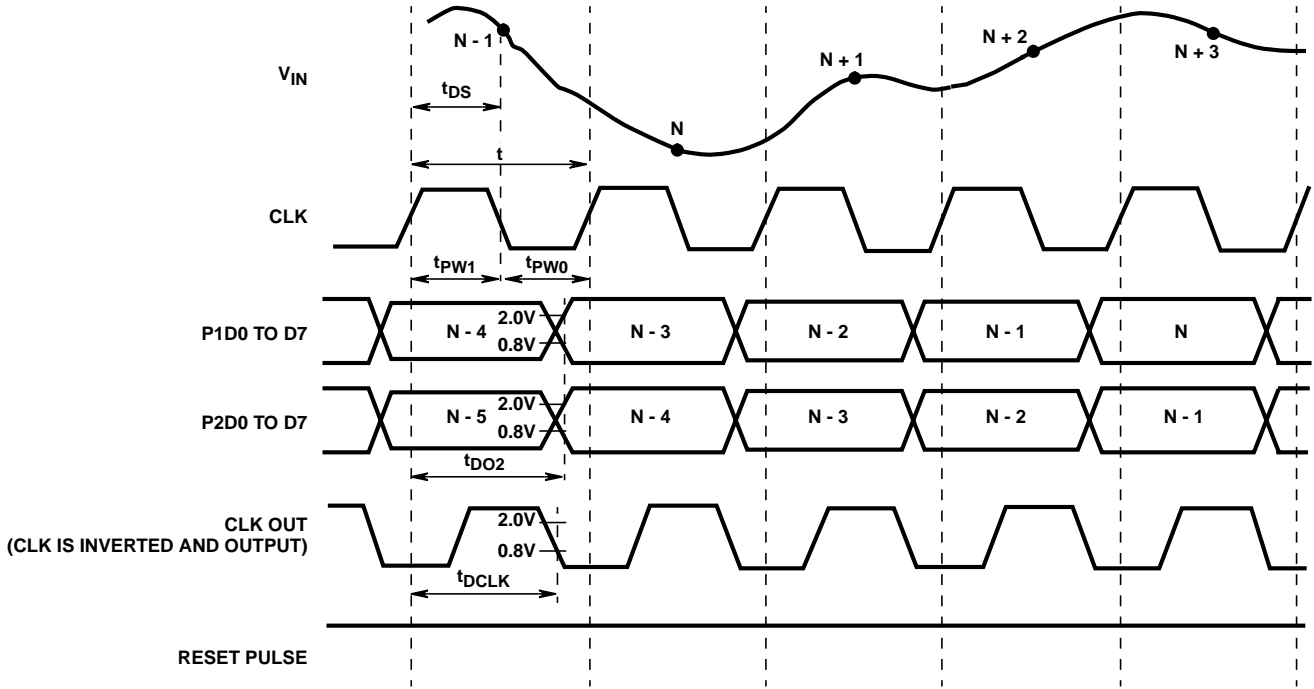 N - 1
N + 2
N + 1
N + 3
V_IN
t_DS
N
t
CLK
t_PW1 t_PW0
P1D0 TO D7
N - 4 2.0V 0.8V N - 3 N - 2 N - 1 N
P2D0 TO D7
N - 5 2.0V 0.8V N - 4 N - 3 N - 2 N - 1
t_DO2
CLK OUT
(CLK IS INVERTED AND OUTPUT)
2.0V
0.8V
t_DCLK
RESET PULSE